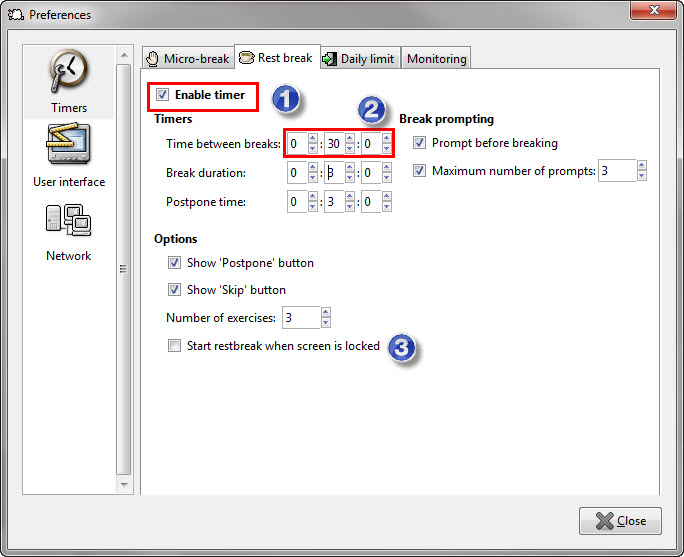 Preferences
Micro-break Rest break Daily limit Monitoring
Timers
User interface
Network
Enable timer 1
2
Timers
Time between breaks: 0 : 30 : 0
Break duration: 0 : 3 : 0
Postpone time: 0 : 3 : 0
Break prompting
Prompt before breaking
Maximum number of prompts: 3
Options
Show 'Postpone' button
Show 'Skip' button
Number of exercises: 3
Start restbreak when screen is locked 3
Close